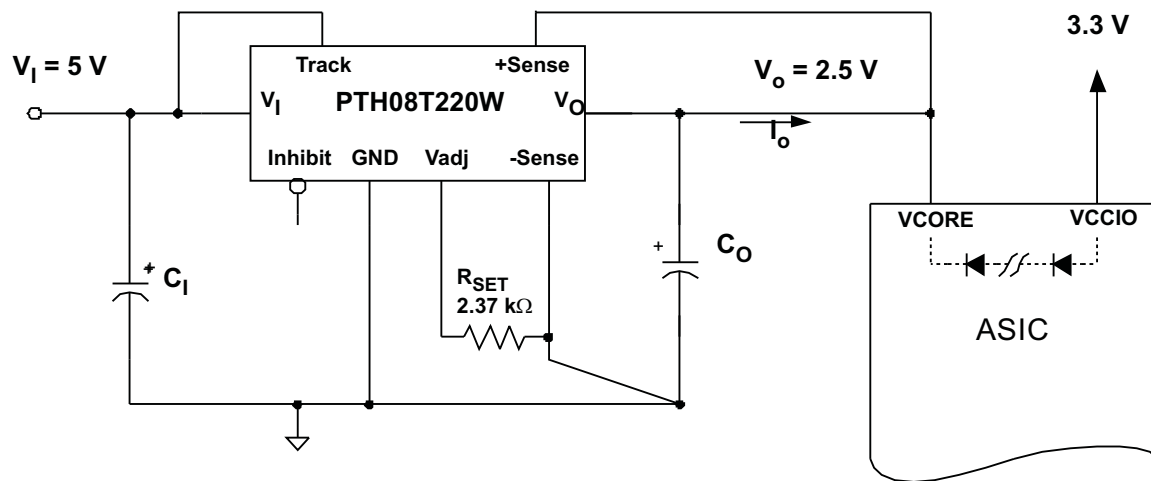 3.3 V
V_I = 5 V
Track
+Sense
V_o = 2.5 V
V_I
PTH08T220W
V_O
I_o
Inhibit
GND
Vadj
-Sense
VCORE
VCCIO
+
C_I
+
C_O
R_SET
2.37 kΩ
ASIC